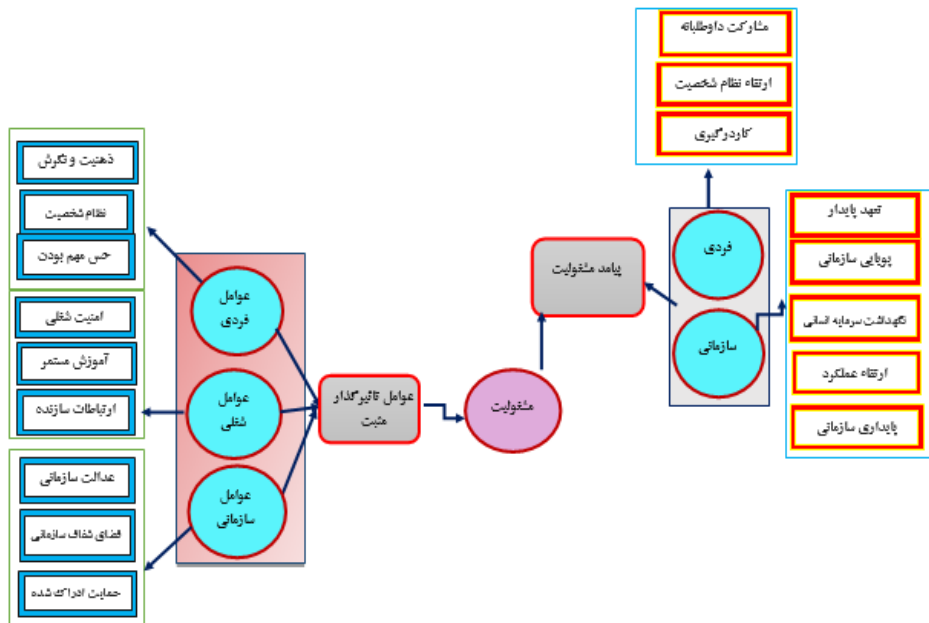 مشارکت داوطلبانه
ارتقاء نظام شخصیت
کاردرگیری
تعهد پایدار
پویایی سازمانی
نگهداشت سرمایه انسانی
ارتقاء عملکرد
پایداری سازمانی
فردی
سازمانی
پیامد مشغولیت
مشغولیت
عوامل تاثیرگذار
مثبت
عوامل
فردی
عوامل
شغلی
عوامل
سازمانی
ذهنیت و نگرش
نظام شخصیت
حس مهم بودن
امنیت شغلی
آموزش مستمر
ارتباطات سازنده
عدالت سازمانی
فضای شفاف سازمانی
حمایت ادراک شده